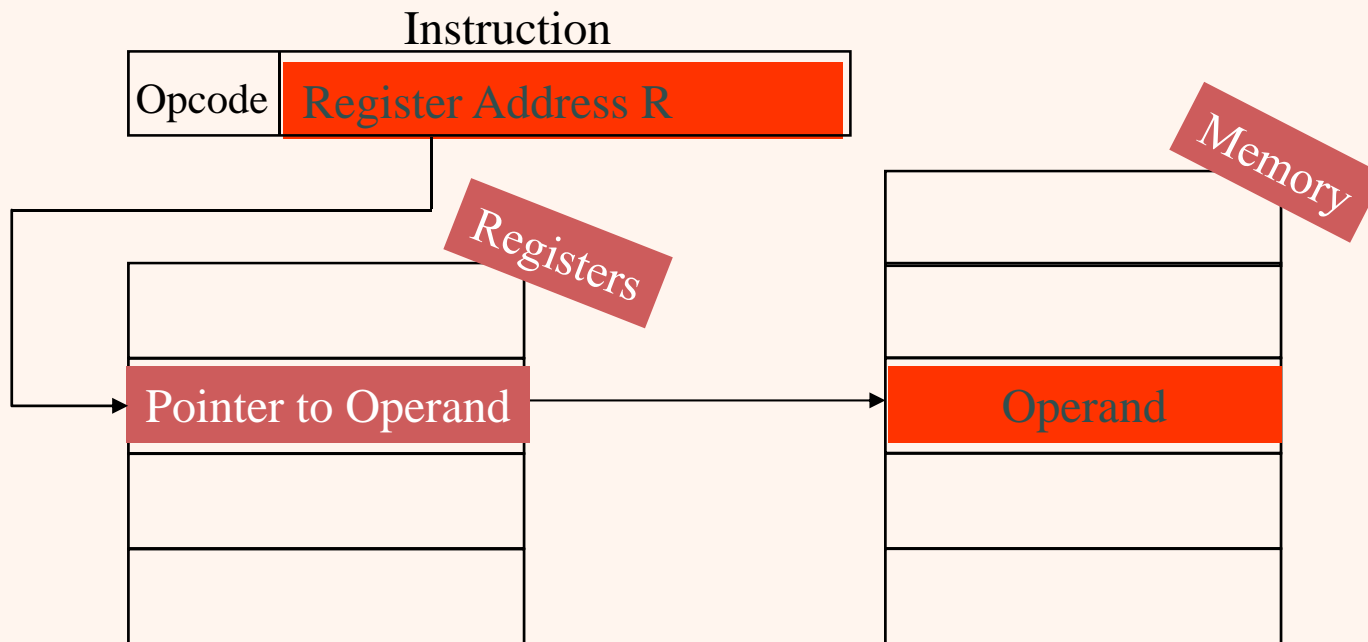 Instruction
Opcode
Register Address R
Memory
Registers
Pointer to Operand
Operand